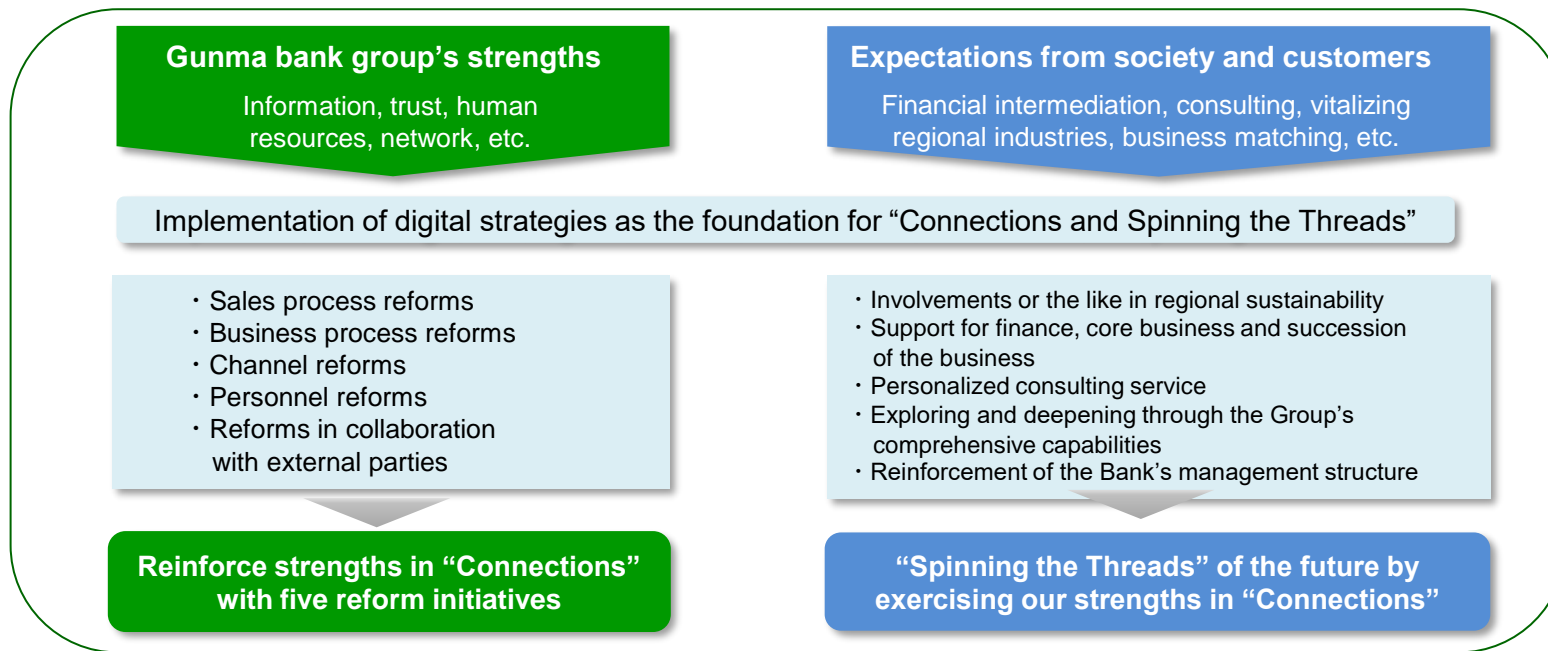 Gunma bank group’s strengths
Information, trust, human
resources, network, etc.
Expectations from society and customers
Financial intermediation, consulting, vitalizing
regional industries, business matching, etc.
Implementation of digital strategies as the foundation for “Connections and Spinning the Threads”
・Sales process reforms
・Business process reforms
・Channel reforms
・Personnel reforms
・Reforms in collaboration
with external parties
・Involvements or the like in regional sustainability
・Support for finance, core business and succession
of the business
・Personalized consulting service
・Exploring and deepening through the Group’s
comprehensive capabilities
・Reinforcement of the Bank’s management structure
Reinforce strengths in “Connections”
with five reform initiatives
“Spinning the Threads” of the future by
exercising our strengths in “Connections”